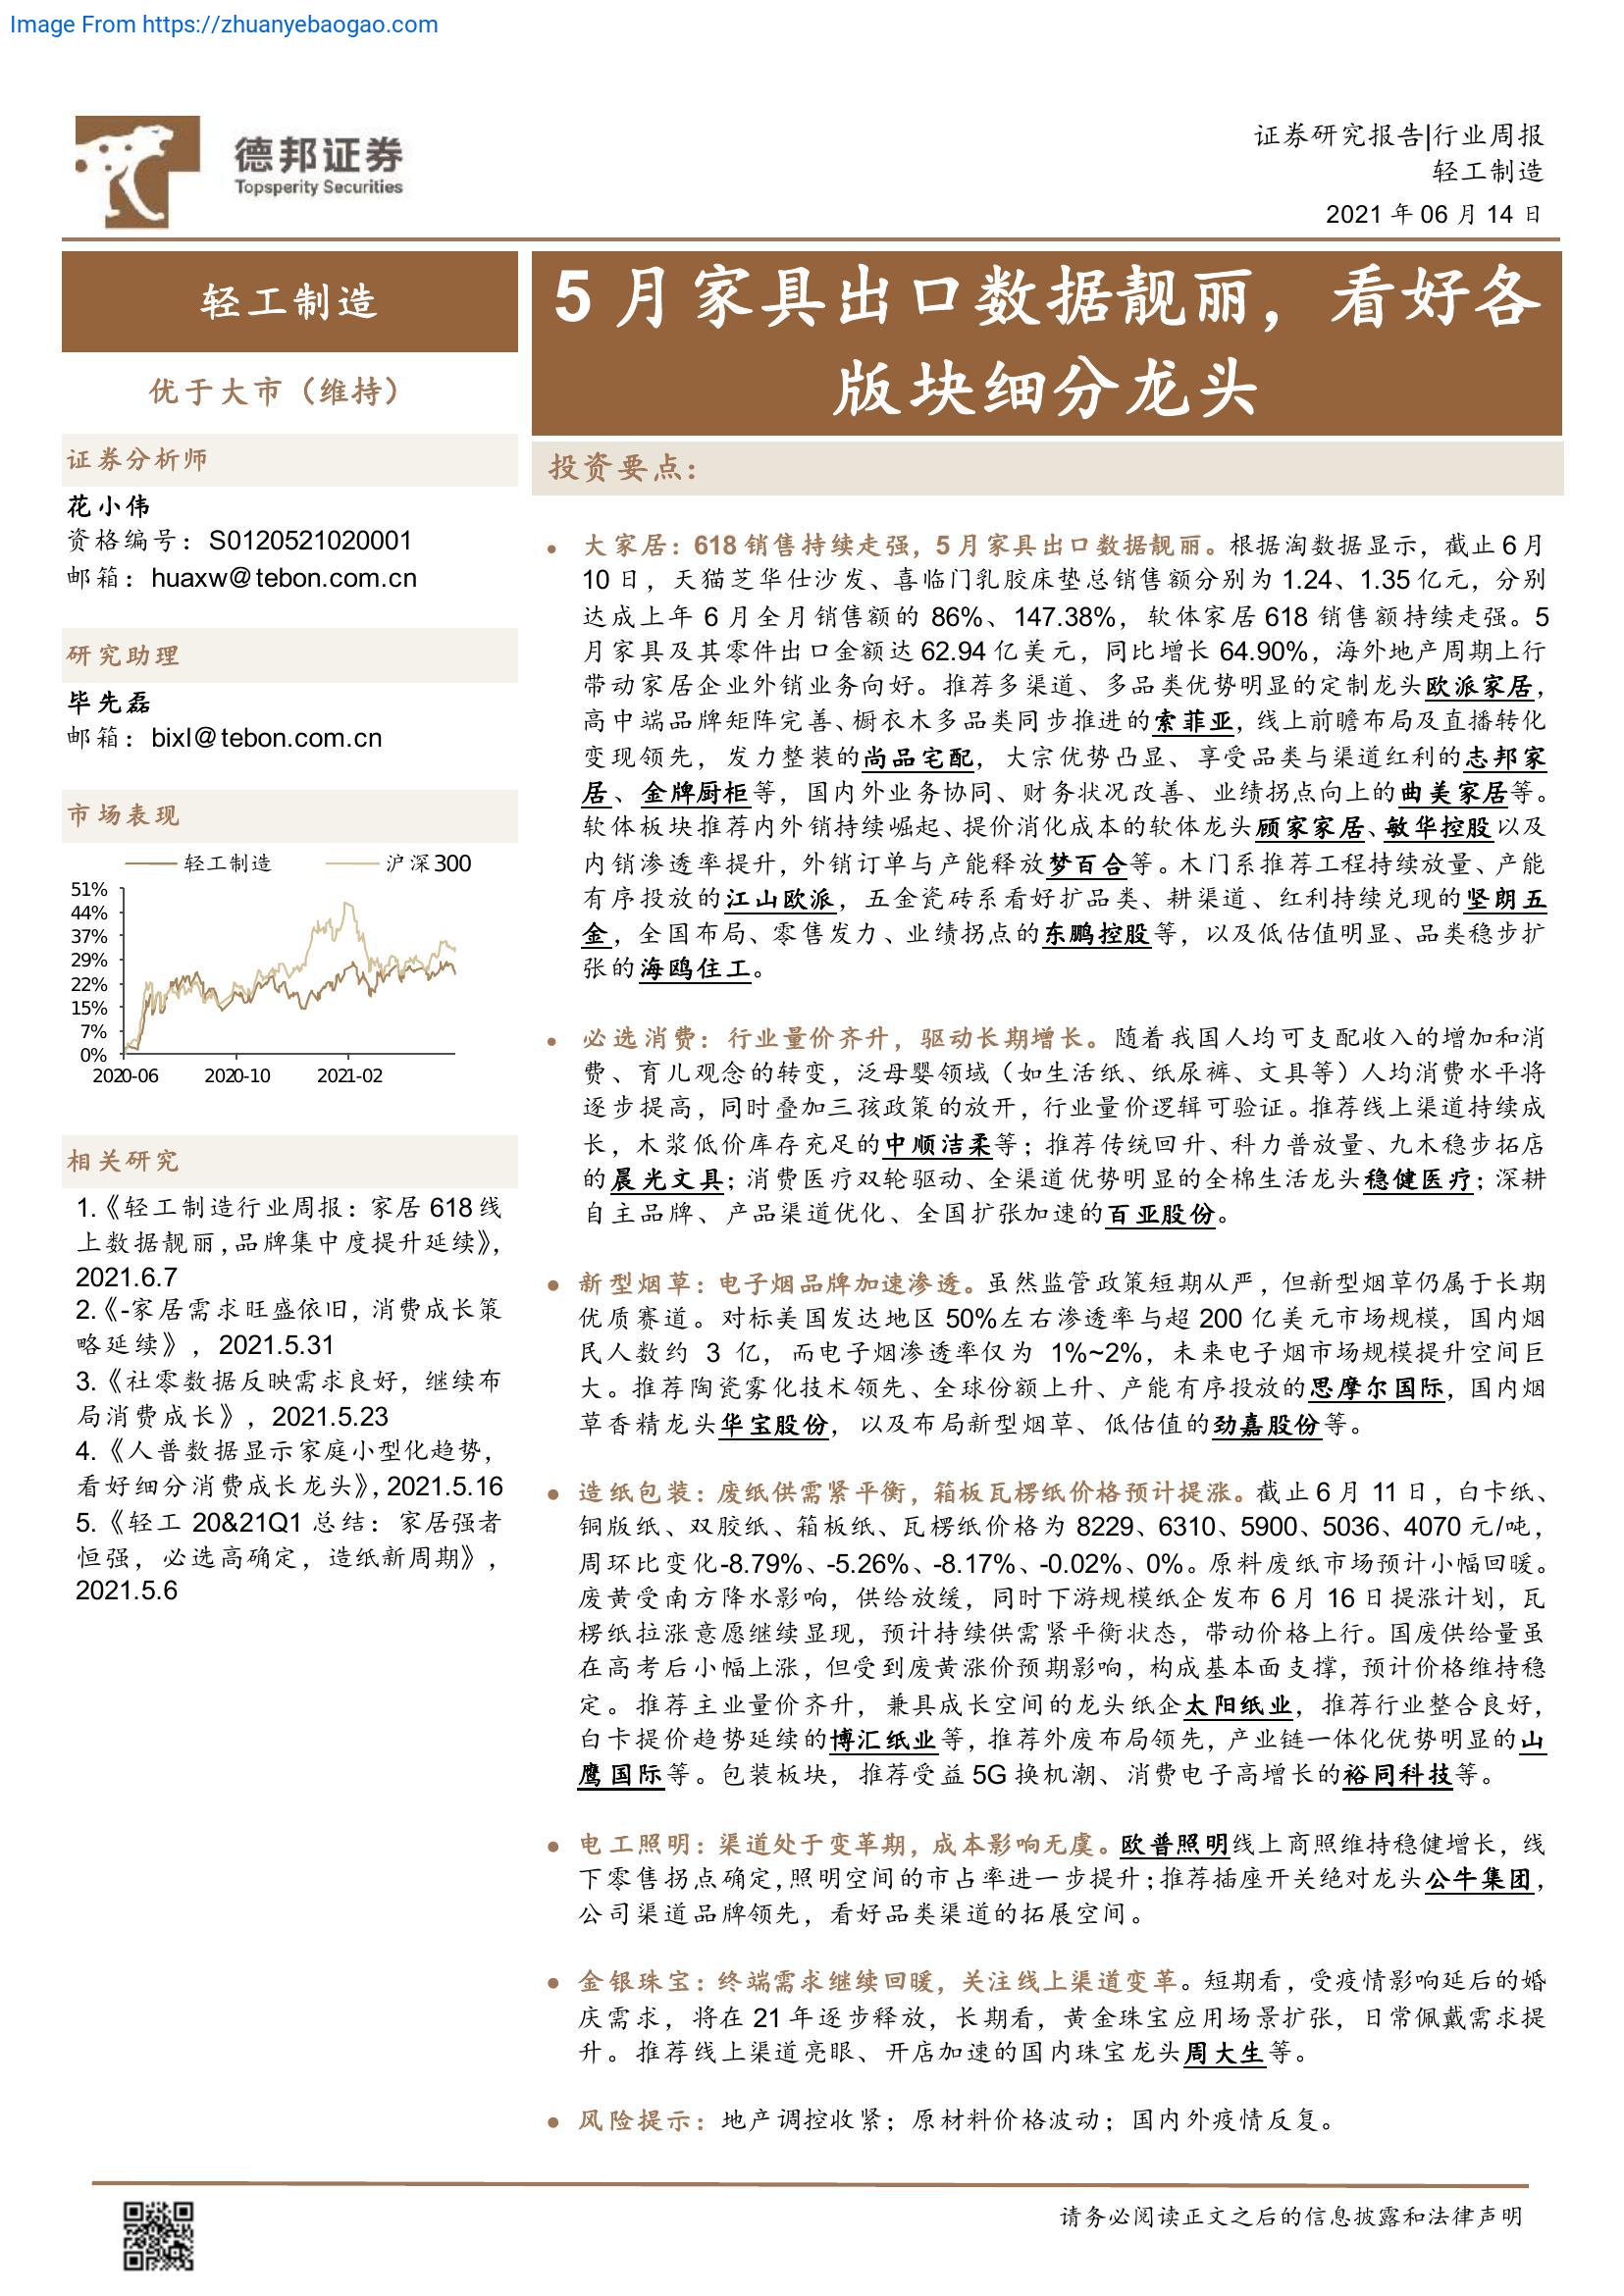 Image From https://zhuanyebaogao.com
德邦证券
Topsperity Securities
证券研究报告|行业周报
轻工制造
2021 年 06 月 14 日
轻工制造
优于大市（维持）
证券分析师
花小伟
资格编号：S0120521020001
邮箱：huaxw@tebon.com.cn
研究助理
毕先磊
邮箱：bixl@tebon.com.cn
市场表现
轻工制造 沪深300
51%
44%
37%
29%
22%
15%
7%
0%
2020-06 2020-10 2021-02
相关研究
1.《轻工制造行业周报：家居 618 线
上数据靓丽,品牌集中度提升延续》,
2021.6.7
2.《-家居需求旺盛依旧，消费成长策
略延续》，2021.5.31
3.《社零数据反映需求良好，继续布
局消费成长》，2021.5.23
4.《人普数据显示家庭小型化趋势，
看好细分消费成长龙头》, 2021.5.16
5.《轻工 20&21Q1 总结：家居强者
恒强，必选高确定，造纸新周期》，
2021.5.6
5 月家具出口数据靓丽，看好各
版块细分龙头
投资要点：
● 大家居：618 销售持续走强，5 月家具出口数据靓丽。根据淘数据显示，截止 6 月
10 日，天猫芝华仕沙发、喜临门乳胶床垫总销售额分别为 1.24、1.35 亿元，分别
达成上年 6 月全月销售额的 86%、147.38%，软体家居 618 销售额持续走强。5
月家具及其零件出口金额达 62.94 亿美元，同比增长 64.90%，海外地产周期上行
带动家居企业外销业务向好。推荐多渠道、多品类优势明显的定制龙头欧派家居，
高中端品牌矩阵完善、橱衣木多品类同步推进的索菲亚，线上前瞻布局及直播转化
变现领先，发力整装的尚品宅配，大宗优势凸显、享受品类与渠道红利的志邦家
居、金牌厨柜等，国内外业务协同、财务状况改善、业绩拐点向上的曲美家居等。
软体板块推荐内外销持续崛起、提价消化成本的软体龙头顾家家居、敏华控股以及
内销渗透率提升，外销订单与产能释放梦百合等。木门系推荐工程持续放量、产能
有序投放的江山欧派，五金瓷砖系看好扩品类、耕渠道、红利持续兑现的坚朗五
金，全国布局、零售发力、业绩拐点的东鹏控股等，以及低估值明显、品类稳步扩
张的海鸥住工。
● 必选消费：行业量价齐升，驱动长期增长。随着我国人均可支配收入的增加和消
费、育儿观念的转变，泛母婴领域（如生活纸、纸尿裤、文具等）人均消费水平将
逐步提高，同时叠加三孩政策的放开，行业量价逻辑可验证。推荐线上渠道持续成
长，木浆低价库存充足的中顺洁柔等；推荐传统回升、科力普放量、九木稳步拓店
的晨光文具；消费医疗双轮驱动、全渠道优势明显的全棉生活龙头稳健医疗；深耕
自主品牌、产品渠道优化、全国扩张加速的百亚股份。
● 新型烟草：电子烟品牌加速渗透。虽然监管政策短期从严，但新型烟草仍属于长期
优质赛道。对标美国发达地区 50%左右渗透率与超 200 亿美元市场规模，国内烟
民人数约 3 亿，而电子烟渗透率仅为 1%~2%，未来电子烟市场规模提升空间巨
大。推荐陶瓷雾化技术领先、全球份额上升、产能有序投放的思摩尔国际，国内烟
草香精龙头华宝股份，以及布局新型烟草、低估值的劲嘉股份等。
● 造纸包装：废纸供需紧平衡，箱板瓦楞纸价格预计提涨。截止 6 月 11 日，白卡纸、
铜版纸、双胶纸、箱板纸、瓦楞纸价格为 8229、6310、5900、5036、4070 元/吨，
周环比变化-8.79%、-5.26%、-8.17%、-0.02%、0%。原料废纸市场预计小幅回暖。
废黄受南方降水影响，供给放缓，同时下游规模纸企发布 6 月 16 日提涨计划，瓦
楞纸拉涨意愿继续显现，预计持续供需紧平衡状态，带动价格上行。国废供给量虽
在高考后小幅上涨，但受到废黄涨价预期影响，构成基本面支撑，预计价格维持稳
定。推荐主业量价齐升，兼具成长空间的龙头纸企太阳纸业，推荐行业整合良好，
白卡提价趋势延续的博汇纸业等，推荐外废布局领先，产业链一体化优势明显的山
鹰国际等。包装板块，推荐受益 5G 换机潮、消费电子高增长的裕同科技等。
● 电工照明：渠道处于变革期，成本影响无虞。欧普照明线上商照维持稳健增长，线
下零售拐点确定,照明空间的市占率进一步提升;推荐插座开关绝对龙头公牛集团，
公司渠道品牌领先，看好品类渠道的拓展空间。
● 金银珠宝：终端需求继续回暖，关注线上渠道变革。短期看，受疫情影响延后的婚
庆需求，将在 21 年逐步释放，长期看，黄金珠宝应用场景扩张，日常佩戴需求提
升。推荐线上渠道亮眼、开店加速的国内珠宝龙头周大生等。
● 风险提示：地产调控收紧；原材料价格波动；国内外疫情反复。
请务必阅读正文之后的信息披露和法律声明